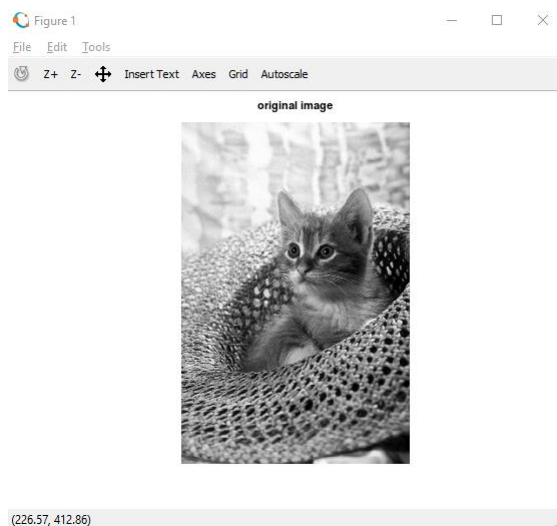 Figure 1
File Edit Tools
Z+ Z- Insert Text Axes Grid Autoscale
original image
(226.57, 412.86)